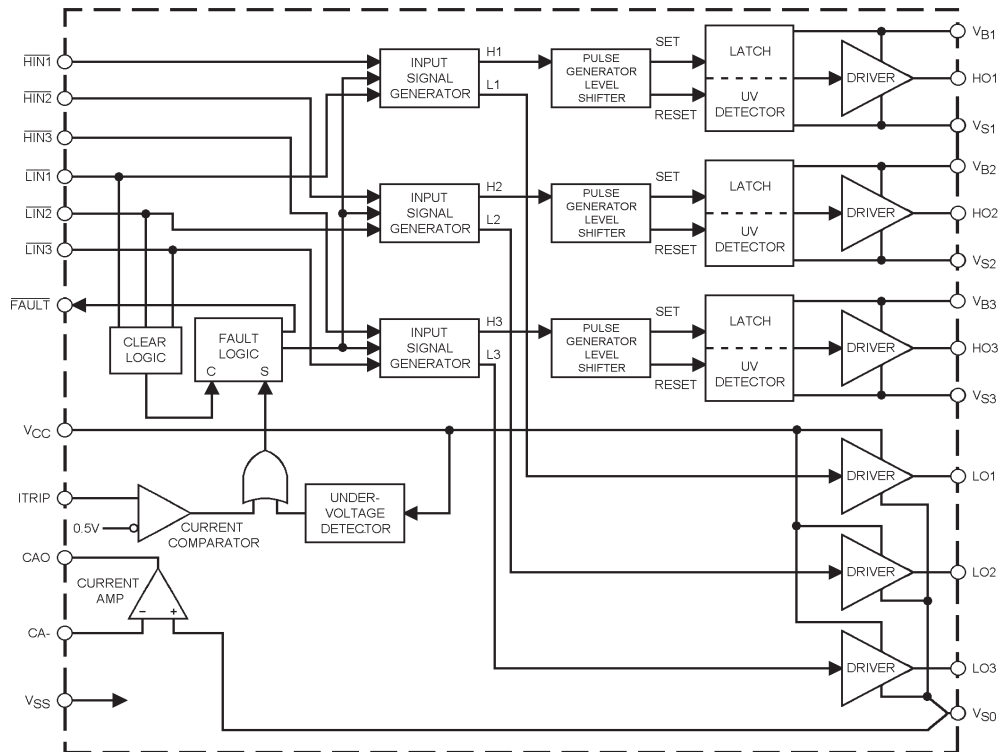 HIN1
HIN2
HIN3
LIN1
LIN2
LIN3
FAULT
VCC
ITRIP
0.5V
CAO
CA-
VSS
CLEAR
LOGIC
FAULT
LOGIC
C S
CURRENT
COMPARATOR
UNDER-
VOLTAGE
DETECTOR
CURRENT
AMP
- +
INPUT
SIGNAL
GENERATOR
H1
L1
PULSE
GENERATOR
LEVEL
SHIFTER
SET
RESET
LATCH
UV
DETECTOR
DRIVER
VB1
HO1
VS1
INPUT
SIGNAL
GENERATOR
H2
L2
PULSE
GENERATOR
LEVEL
SHIFTER
SET
RESET
LATCH
UV
DETECTOR
DRIVER
VB2
HO2
VS2
INPUT
SIGNAL
GENERATOR
H3
L3
PULSE
GENERATOR
LEVEL
SHIFTER
SET
RESET
LATCH
UV
DETECTOR
DRIVER
VB3
HO3
VS3
DRIVER
LO1
DRIVER
LO2
DRIVER
LO3
VS0